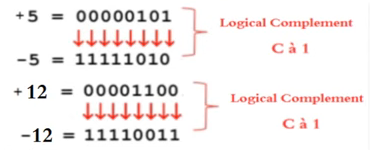 +5 = 00000101
Logical Complement
C à 1
-5 = 11111010
+12 = 00001100
Logical Complement
C à 1
-12 = 11110011